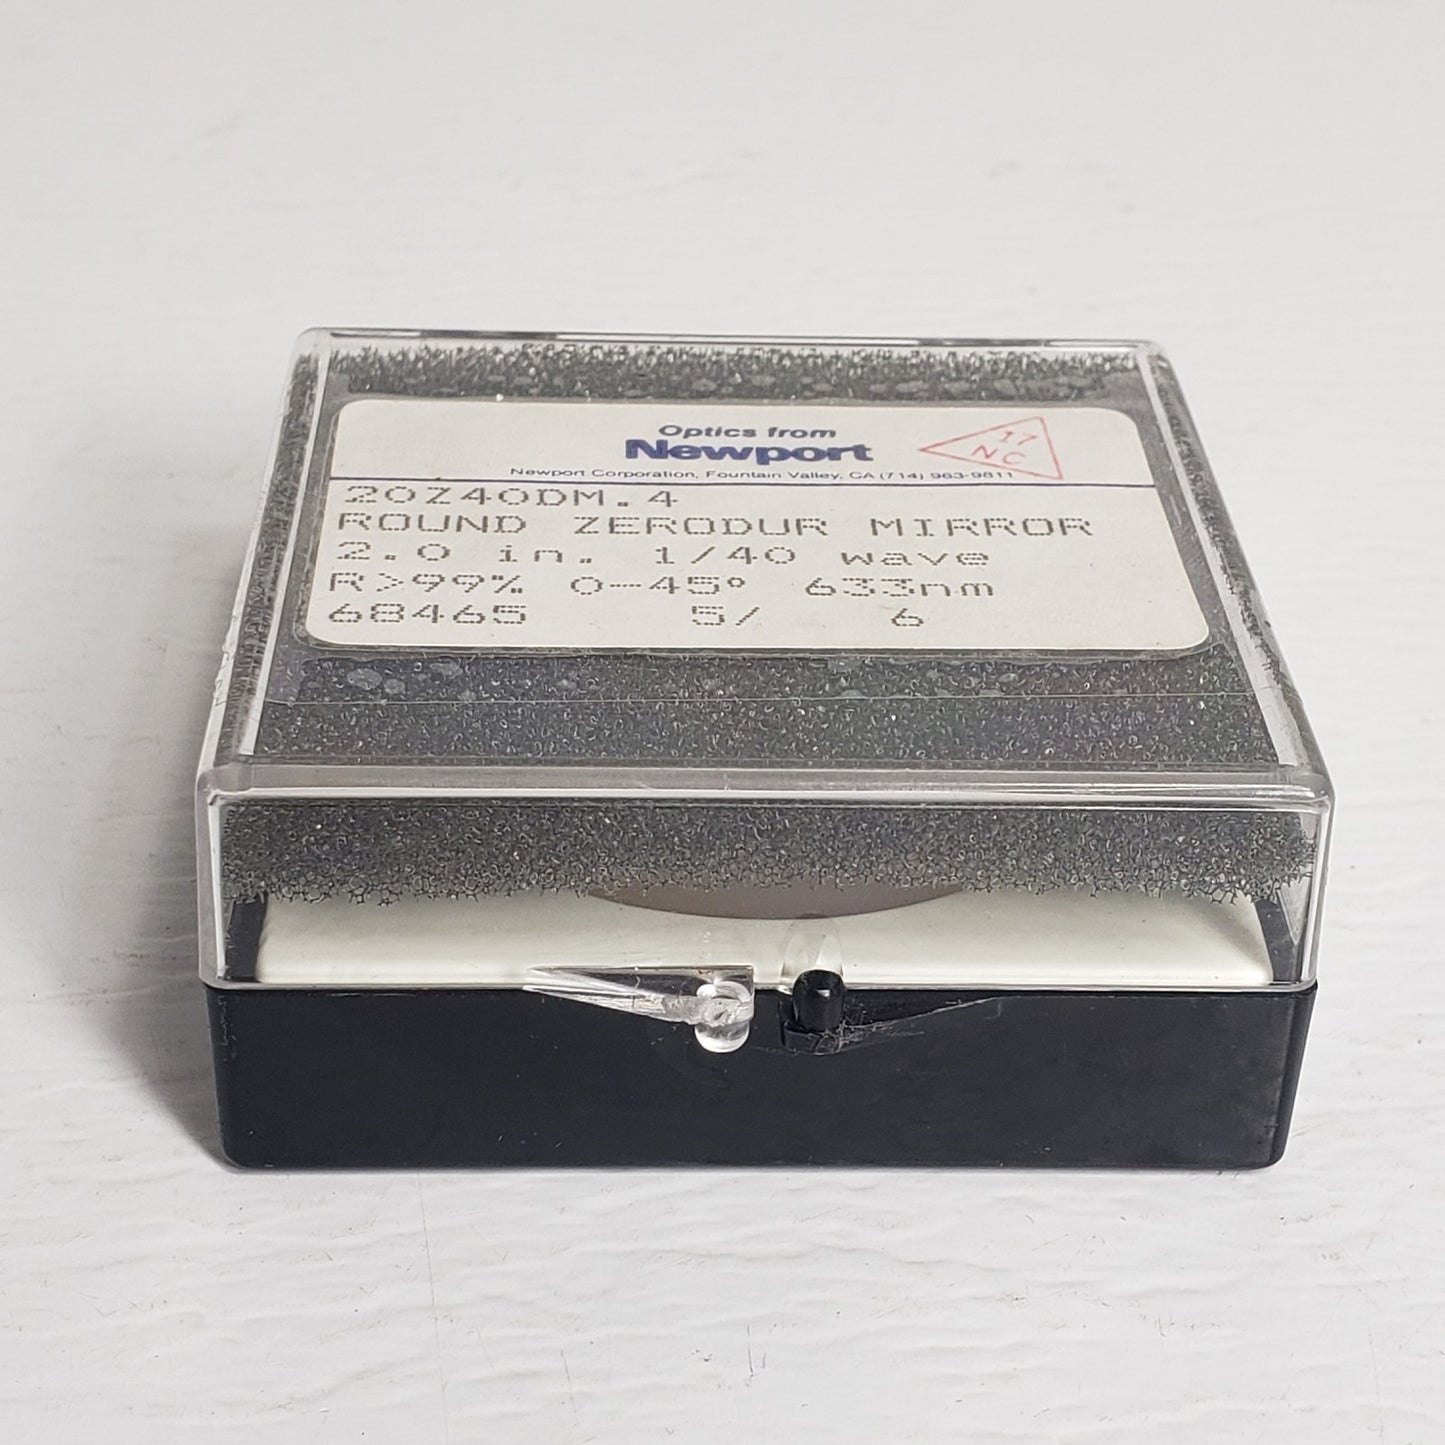 Optics from
Newport
17
NC
Newport Corporation, Fountain Valley, CA (714) 963-9811
20Z40DM.4
ROUND ZERODUR MIRROR
2.0 in. 1/40 wave
R>99% 0-45° 633nm
68465 5/ 6